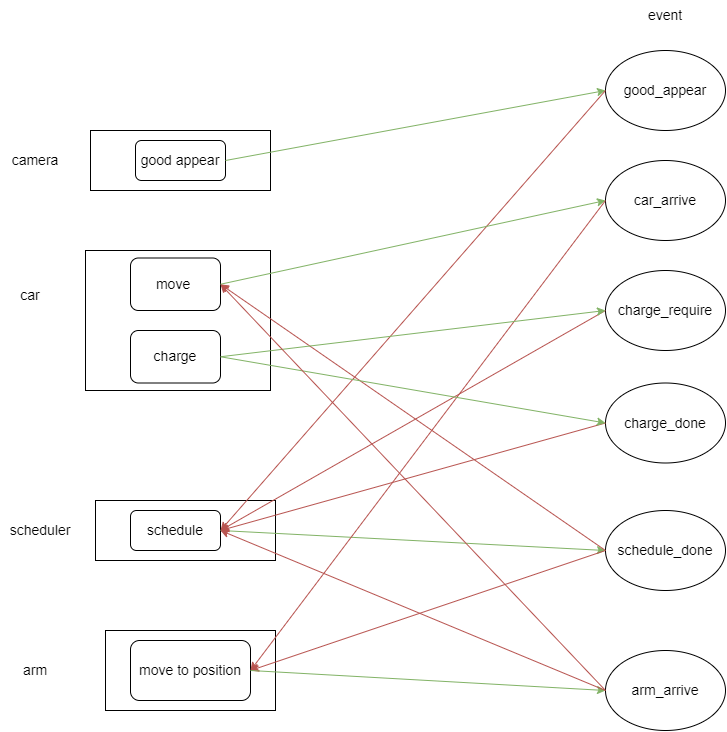 event
good_appear
camera
good appear
car_arrive
car
move
charge_require
charge
charge_done
scheduler
schedule
schedule_done
arm
move to position
arm_arrive